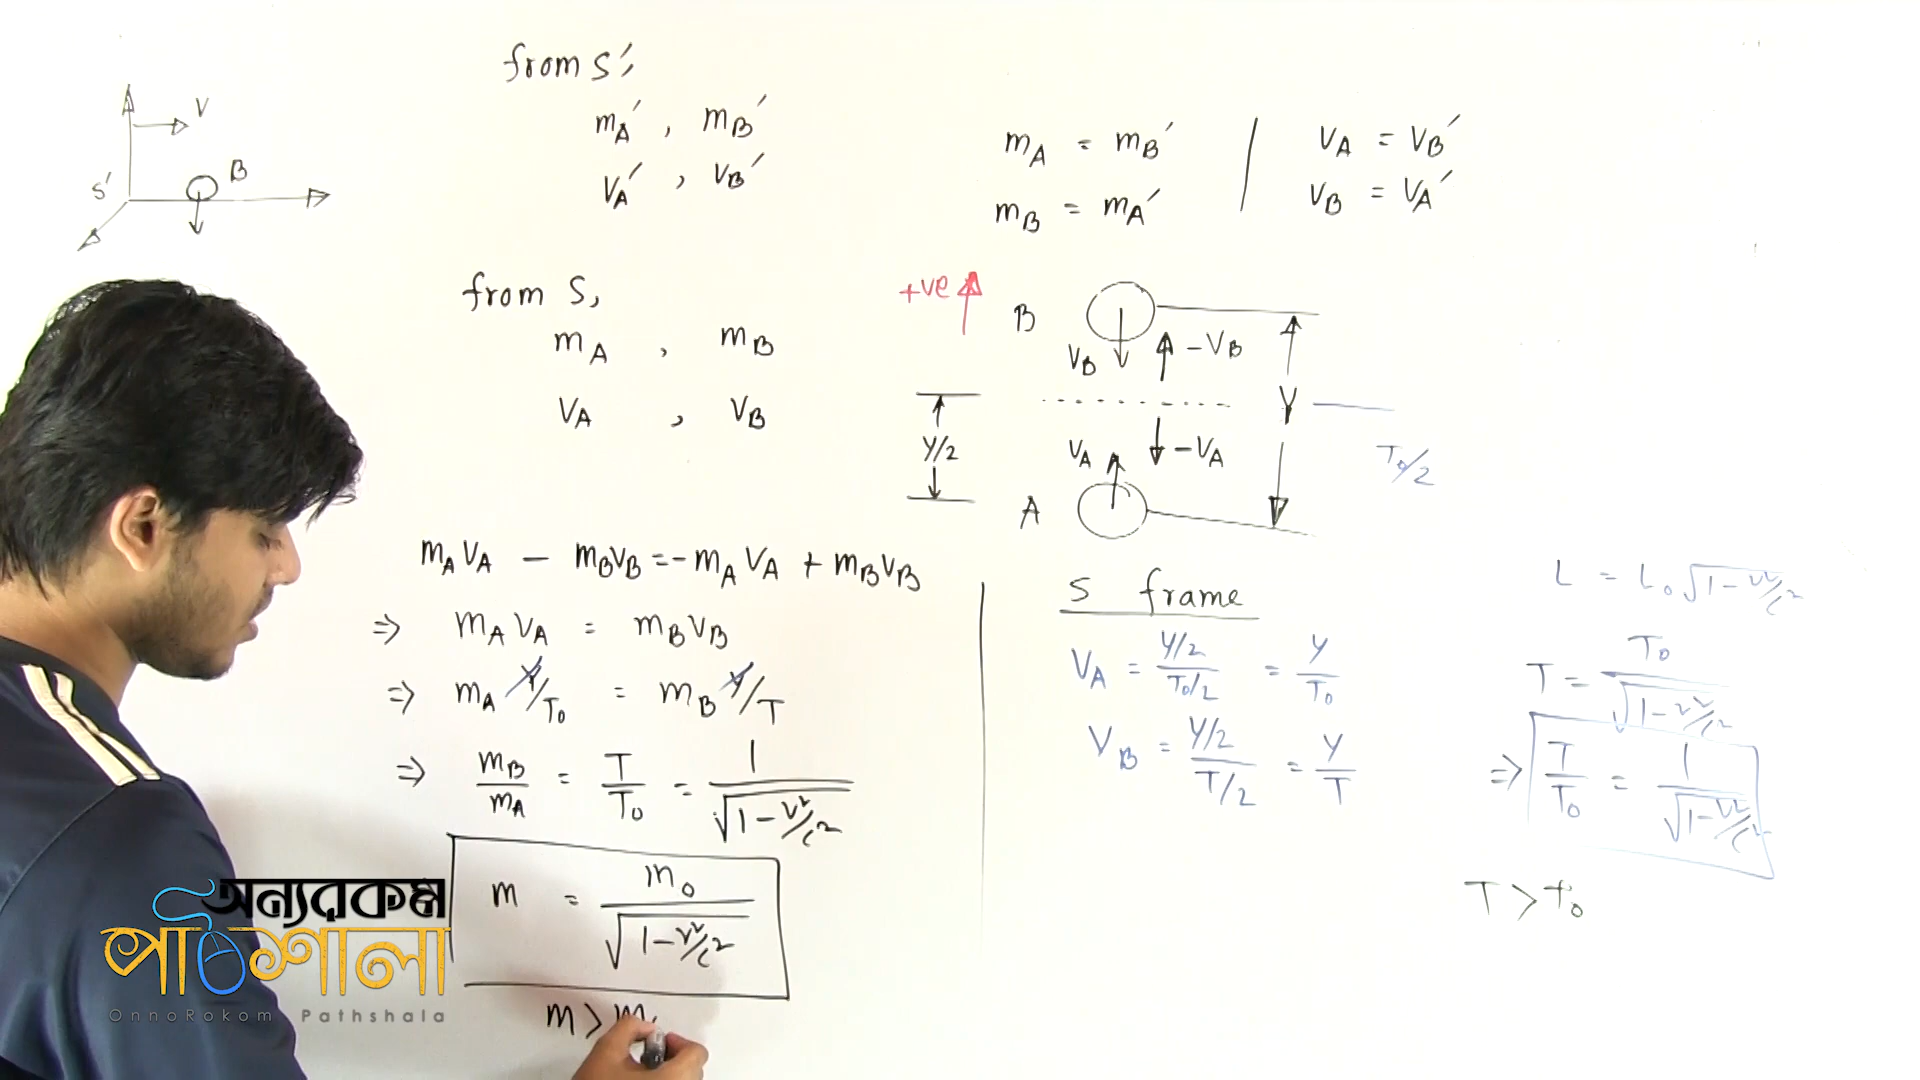 from S',
m_A' , m_B'
V_A' , V_B'
V
S'
B
m_A = m_B' | V_A = V_B'
m_B = m_A' | V_B = V_A'
from S,
m_A , m_B
V_A , V_B
+ve
B
V_B
-V_B
Y
Y/2
V_A
-V_A
T₀/2
A
m_A V_A - m_B V_B = - m_A V_A + m_B V_B
⇒ m_A V_A = m_B V_B
⇒ m_A Y/T₀ = m_B Y/T
⇒ m_B/m_A = T/T₀ = 1/√(1-v²/c²)
m = m₀/√(1-v²/c²)
m > m
S frame
V_A = (Y/2)/(T₀/2) = Y/T₀
V_B = (Y/2)/(T/2) = Y/T
L = L₀√(1-v²/c²)
T = T₀/√(1-v²/c²)
⇒ T/T₀ = 1/√(1-v²/c²)
T > t₀
অন্যরকম
পাঠশালা
OnnoRokom Pathshala